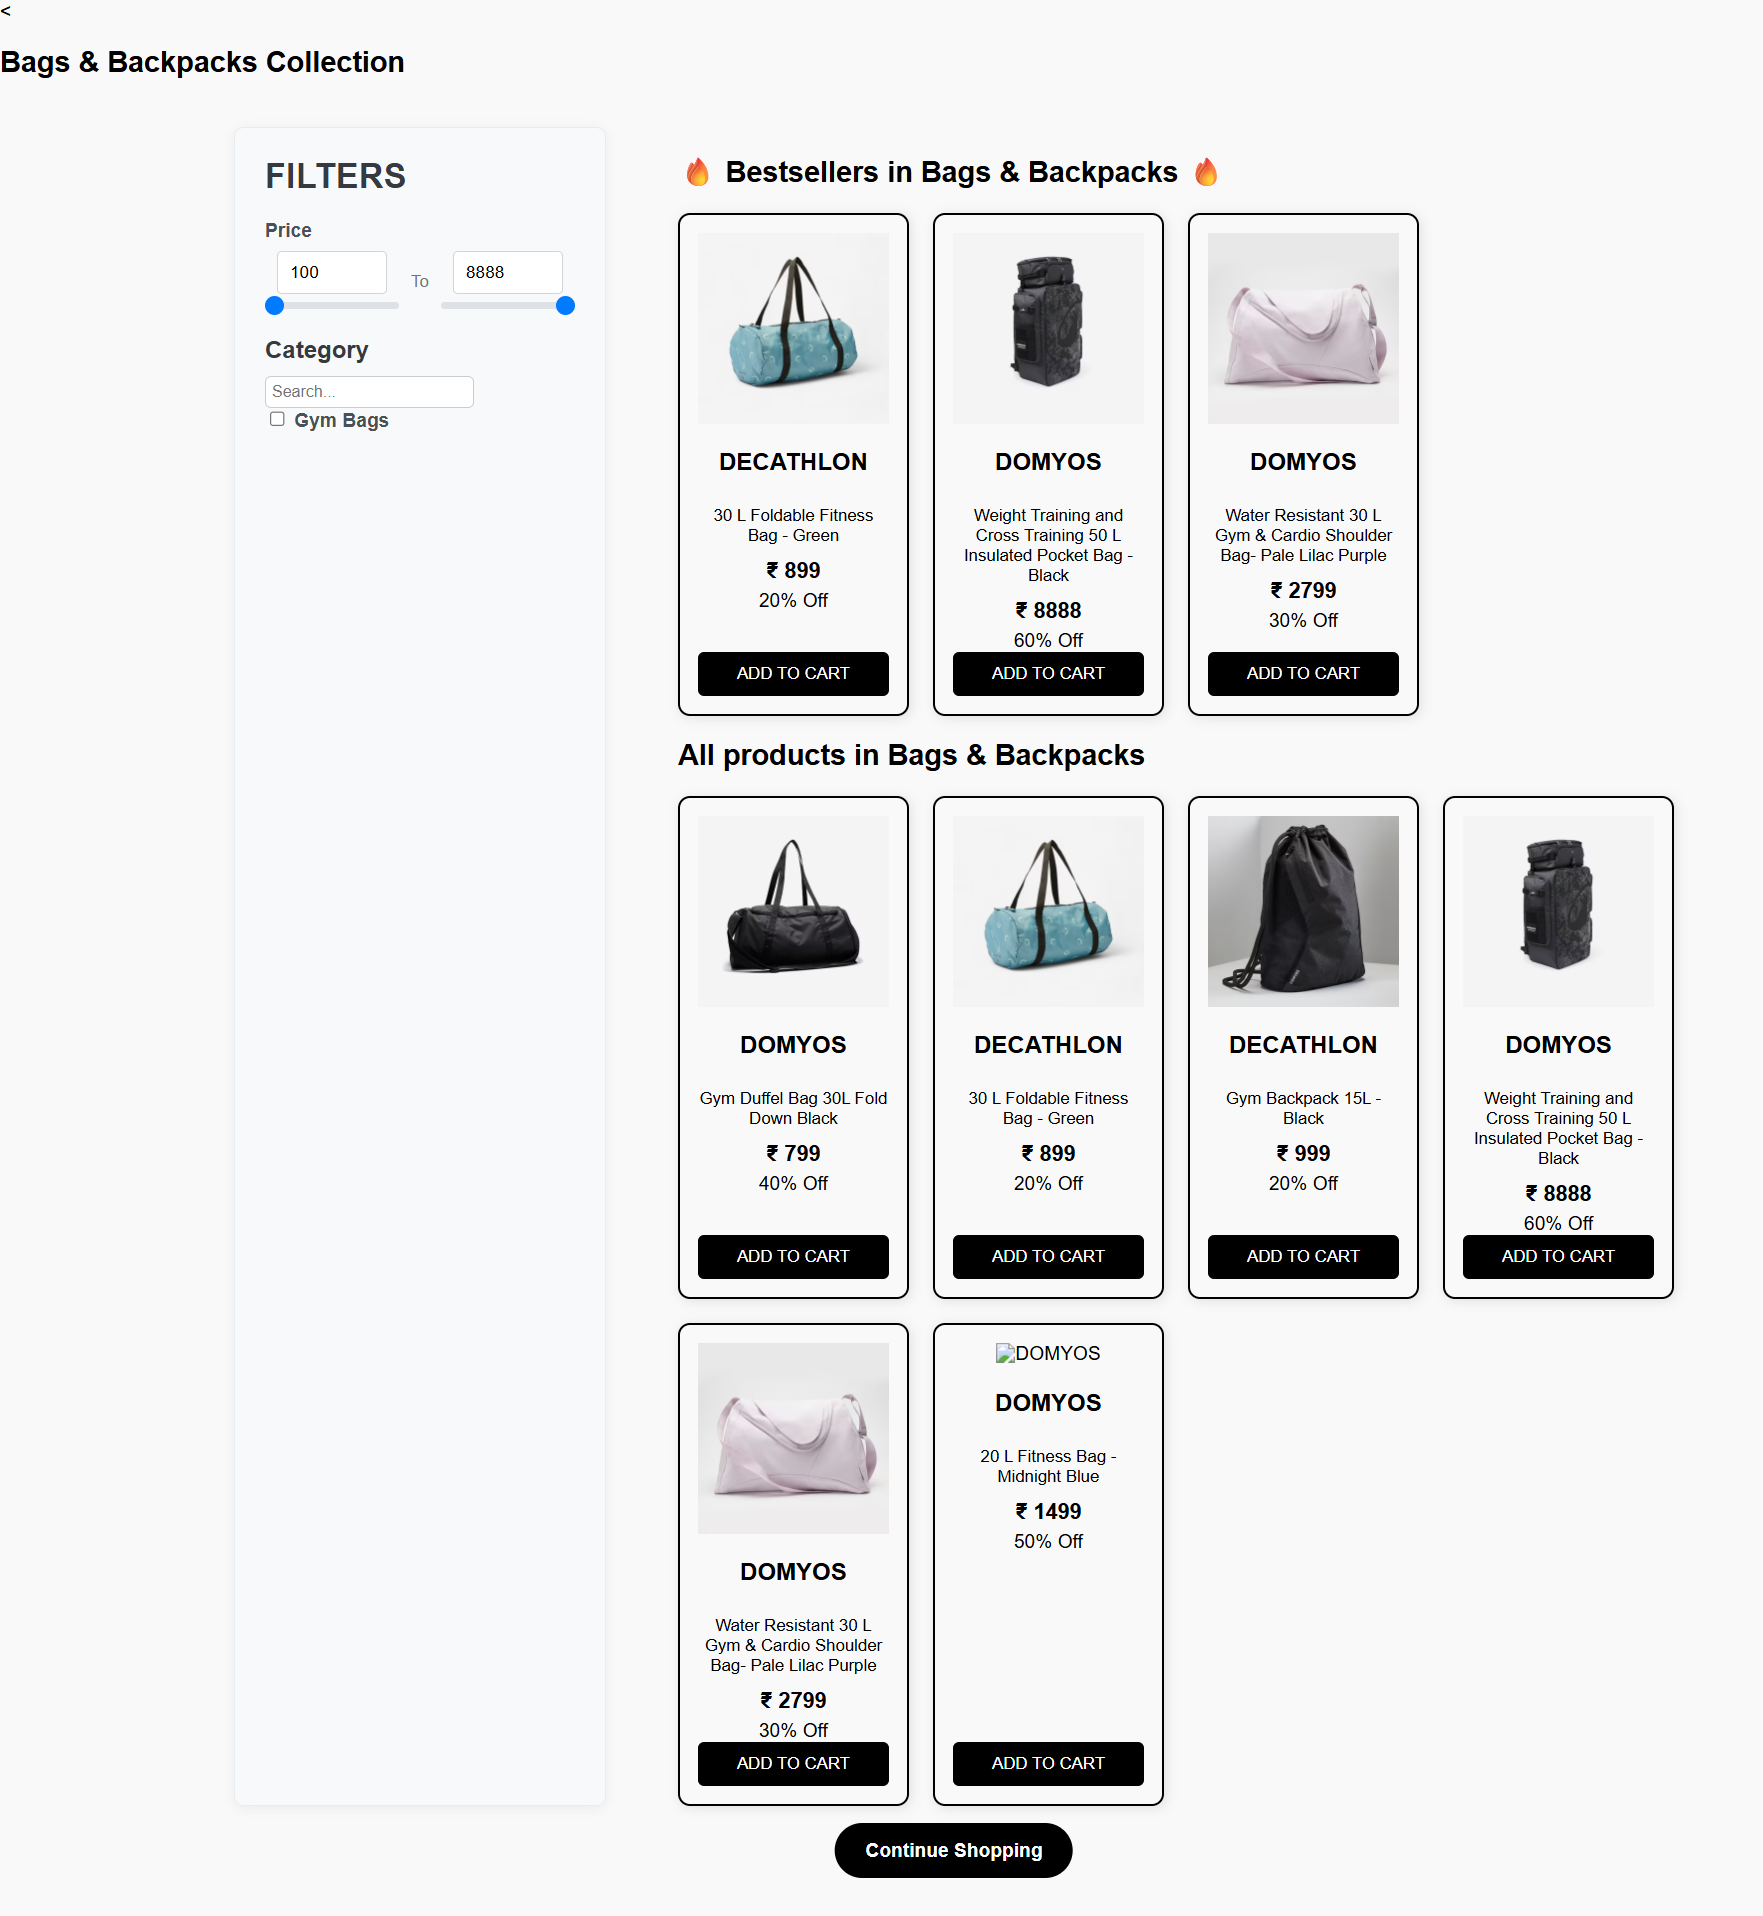 <
Bags & Backpacks Collection
FILTERS
Price
100
To
8888
Category
Search...
Gym Bags
🔥 Bestsellers in Bags & Backpacks 🔥
DECATHLON
30 L Foldable Fitness
Bag - Green
₹ 899
20% Off
ADD TO CART
DOMYOS
Weight Training and
Cross Training 50 L
Insulated Pocket Bag -
Black
₹ 8888
60% Off
ADD TO CART
DOMYOS
Water Resistant 30 L
Gym & Cardio Shoulder
Bag- Pale Lilac Purple
₹ 2799
30% Off
ADD TO CART
All products in Bags & Backpacks
DOMYOS
Gym Duffel Bag 30L Fold
Down Black
₹ 799
40% Off
ADD TO CART
DECATHLON
30 L Foldable Fitness
Bag - Green
₹ 899
20% Off
ADD TO CART
DECATHLON
Gym Backpack 15L -
Black
₹ 999
20% Off
ADD TO CART
DOMYOS
Weight Training and
Cross Training 50 L
Insulated Pocket Bag -
Black
₹ 8888
60% Off
ADD TO CART
DOMYOS
Water Resistant 30 L
Gym & Cardio Shoulder
Bag- Pale Lilac Purple
₹ 2799
30% Off
ADD TO CART
DOMYOS
DOMYOS
20 L Fitness Bag -
Midnight Blue
₹ 1499
50% Off
ADD TO CART
Continue Shopping